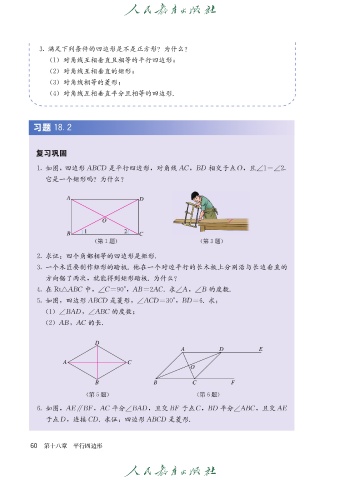 人民教育出版社
3. 满足下列条件的四边形是不是正方形？为什么？
（1）对角线互相垂直且相等的平行四边形；
（2）对角线互相垂直的矩形；
（3）对角线相等的菱形；
（4）对角线互相垂直平分且相等的四边形.
习题 18.2
复习巩固
1. 如图，四边形 ABCD 是平行四边形，对角线 AC，BD 相交于点 O，且∠1＝∠2.
它是一个矩形吗？为什么？
A D
O
1 2
B C
（第 1 题） （第 3 题）
2. 求证：四个角都相等的四边形是矩形.
3. 一个木匠要制作矩形的踏板. 他在一个对边平行的长木板上分别沿与长边垂直的
方向锯了两次，就能得到矩形踏板. 为什么？
4. 在 Rt△ABC 中，∠C＝90°，AB＝2AC. 求∠A，∠B 的度数.
5. 如图，四边形 ABCD 是菱形，∠ACD＝30°，BD＝6. 求：
（1）∠BAD，∠ABC 的度数；
（2）AB，AC 的长.
D
A C
B
A D E
O
B C F
（第 5 题） （第 6 题）
6. 如图，AE∥BF，AC 平分∠BAD，且交 BF 于点 C，BD 平分∠ABC，且交 AE
于点 D，连接 CD. 求证：四边形 ABCD 是菱形.
60 第十八章 平行四边形
人民教育出版社